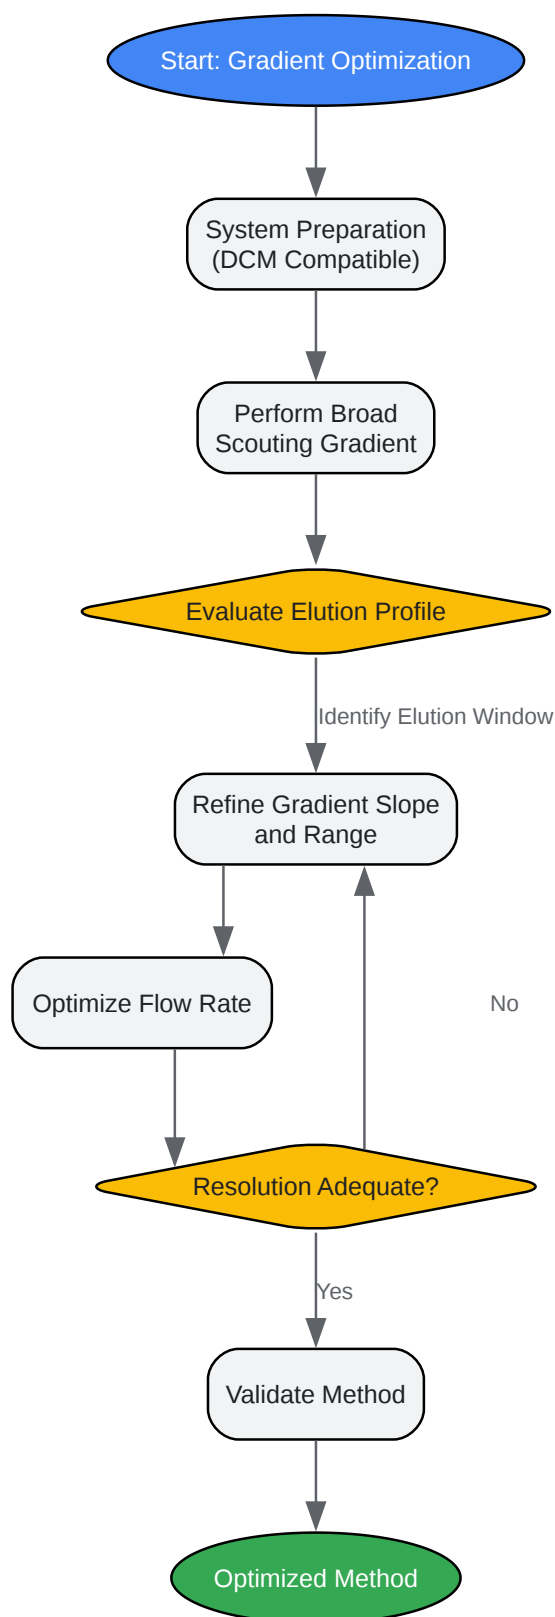 Start: Gradient Optimization
System Preparation
(DCM Compatible)
Perform Broad
Scouting Gradient
Evaluate Elution Profile
Identify Elution Window
Refine Gradient Slope
and Range
Optimize Flow Rate
No
Resolution Adequate?
Yes
Validate Method
Optimized Method